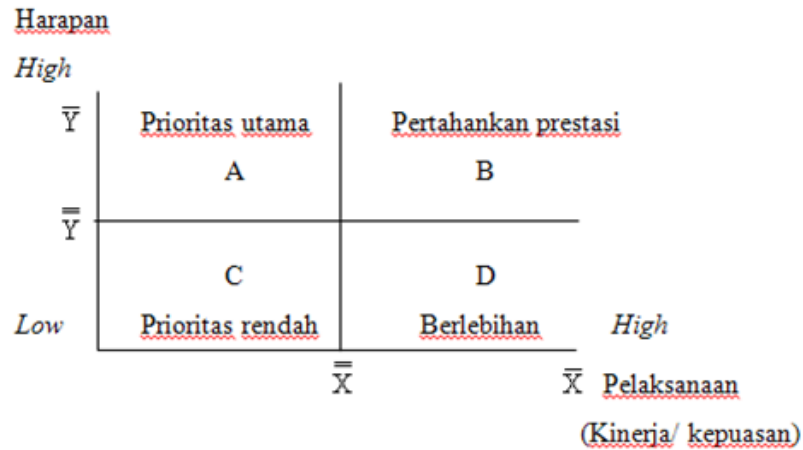 Harapan
High
Y̅ Prioritas utama Pertahankan prestasi
A B
Y̿
C D
Low Prioritas rendah Berlebihan High
X̿ X̅ Pelaksanaan
(Kinerja/ kepuasan)